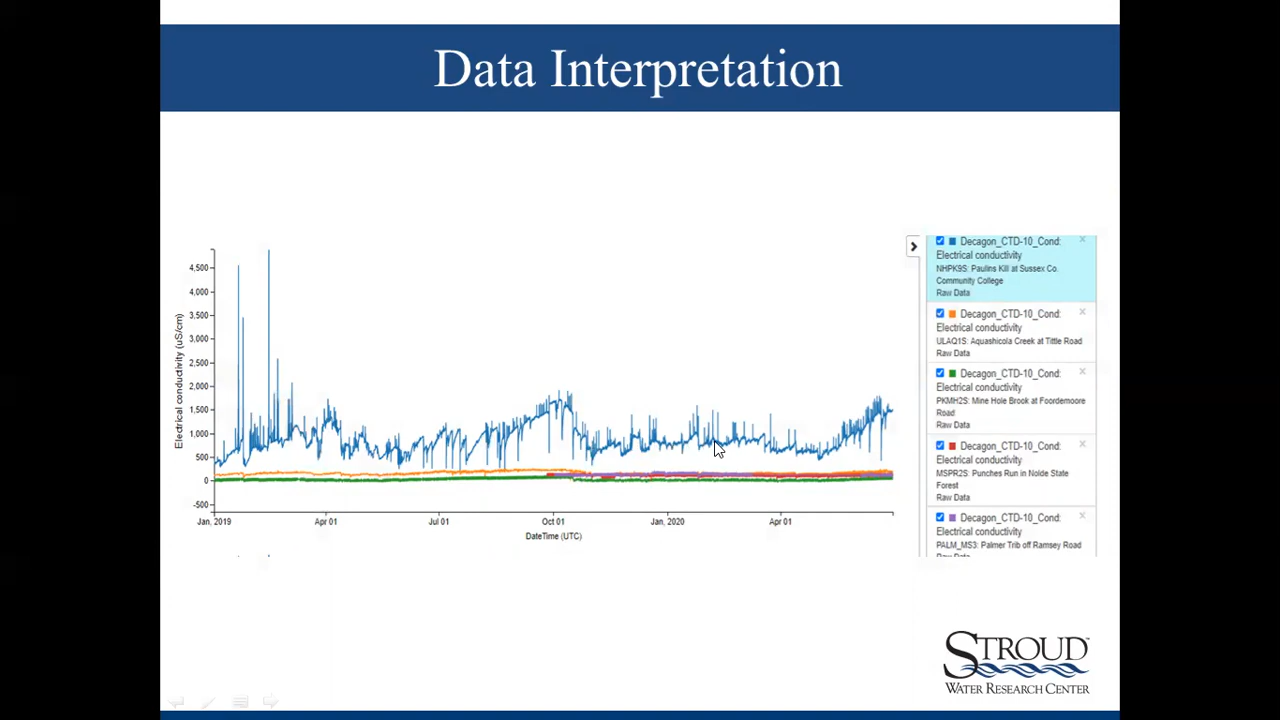 Data Interpretation
4,500
4,000
3,500
3,000
2,500
2,000
1,500
1,000
500
0
-500
Electrical conductivity (uS/cm)
Jan, 2019
Apr 01
Jul 01
Oct 01
Jan, 2020
Apr 01
DateTime (UTC)
Decagon_CTD-10_Cond:
Electrical conductivity
NHPK9S: Paulins Kill at Sussex Co.
Community College
Raw Data
Decagon_CTD-10_Cond:
Electrical conductivity
ULAQ1S: Aquashicola Creek at Tittle Road
Raw Data
Decagon_CTD-10_Cond:
Electrical conductivity
PKMH2S: Mine Hole Brook at Foordemoore
Road
Raw Data
Decagon_CTD-10_Cond:
Electrical conductivity
MSPR2S: Punches Run in Nolde State
Forest
Raw Data
Decagon_CTD-10_Cond:
Electrical conductivity
PALM_MS3: Palmer Trib off Ramsey Road
Raw Data
STROUD™
WATER RESEARCH CENTER